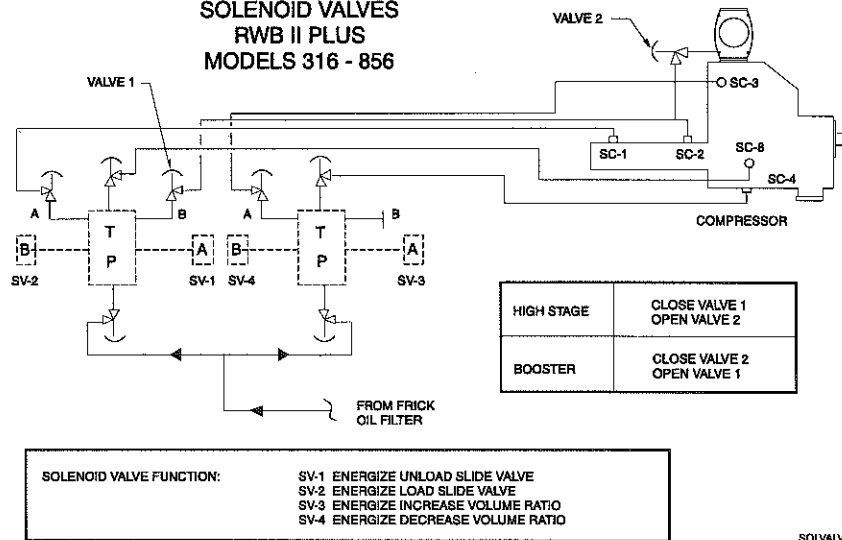 SOLENOID VALVES
RWB II PLUS
MODELS 316 - 856
VALVE 2
VALVE 1
SC-3
SC-1
SC-2
SC-8
SC-4
COMPRESSOR
A
B
A
B
T
P
T
P
B
A
B
A
SV-2
SV-1
SV-4
SV-3
HIGH STAGE
CLOSE VALVE 1
OPEN VALVE 2
BOOSTER
CLOSE VALVE 2
OPEN VALVE 1
FROM FRICK
OIL FILTER
SOLENOID VALVE FUNCTION:
SV-1 ENERGIZE UNLOAD SLIDE VALVE
SV-2 ENERGIZE LOAD SLIDE VALVE
SV-3 ENERGIZE INCREASE VOLUME RATIO
SV-4 ENERGIZE DECREASE VOLUME RATIO